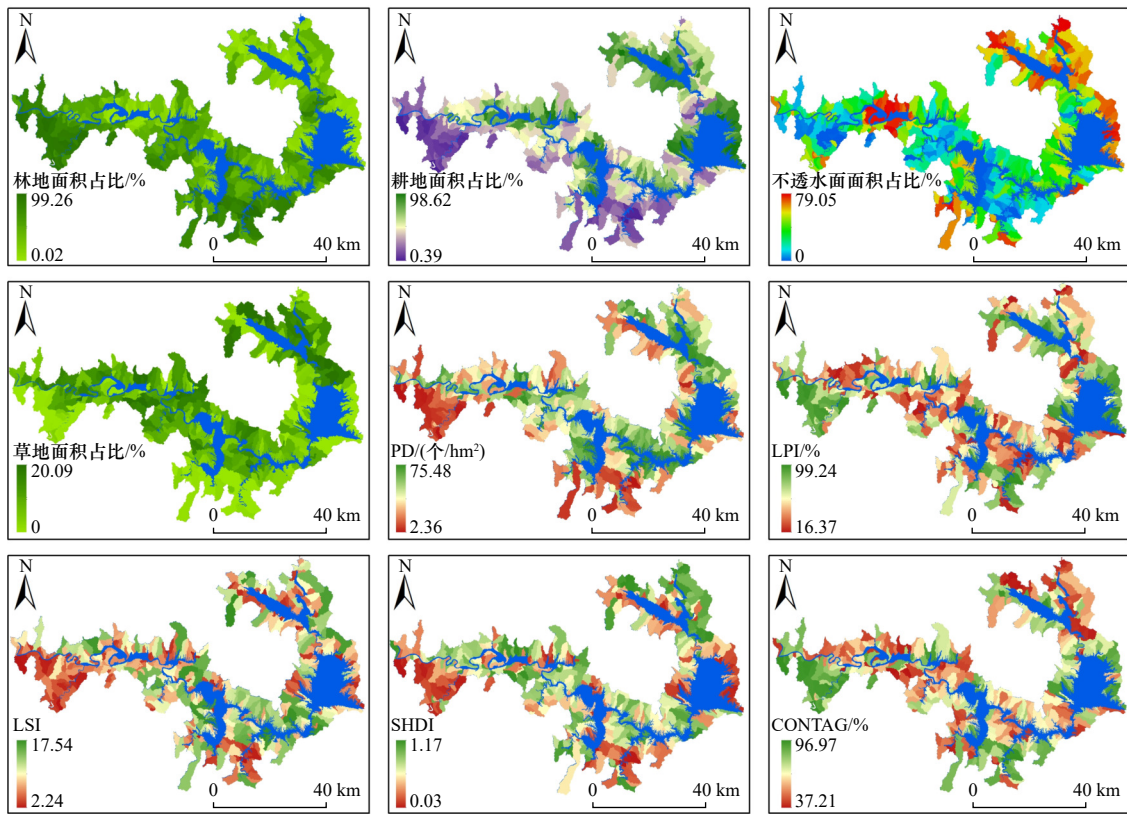 N
林地面积占比/%
99.26
0.02
0
40 km
N
耕地面积占比/%
98.62
0.39
0
40 km
N
不透水面面积占比/%
79.05
0
0
40 km
N
草地面积占比/%
20.09
0
0
40 km
N
PD/(个/hm²)
75.48
2.36
0
40 km
N
LPI/%
99.24
16.37
0
40 km
N
LSI
17.54
2.24
0
40 km
N
SHDI
1.17
0.03
0
40 km
N
CONTAG/%
96.97
37.21
0
40 km